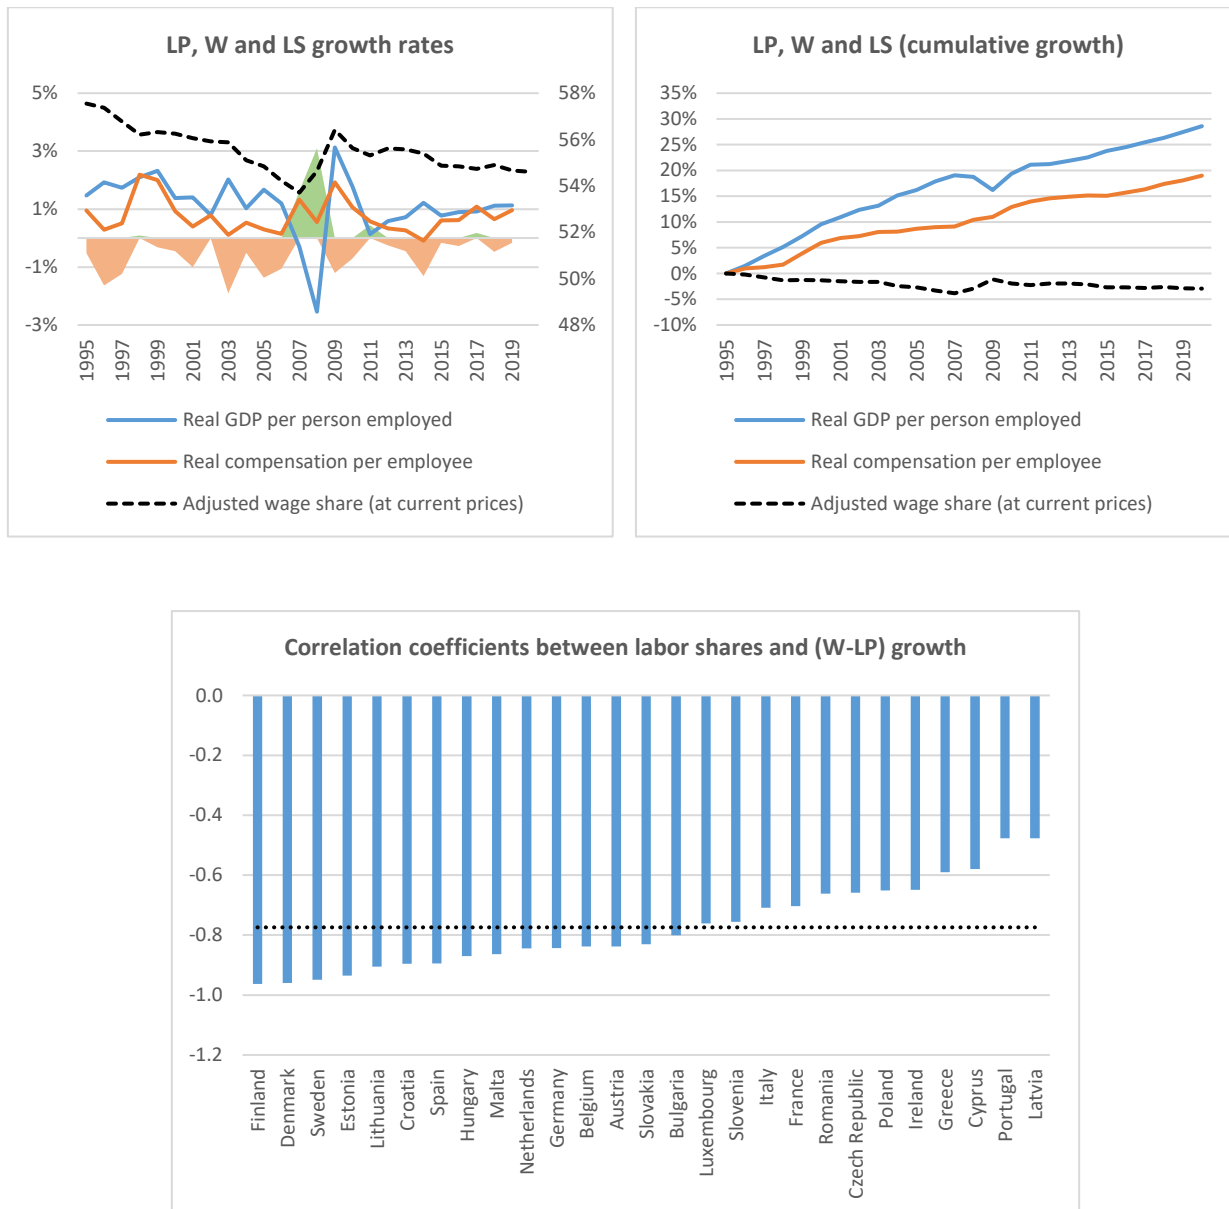 LP, W and LS growth rates
5%
3%
1%
-1%
-3%
58%
56%
54%
52%
50%
48%
1995
1997
1999
2001
2003
2005
2007
2009
2011
2013
2015
2017
2019
Real GDP per person employed
Real compensation per employee
Adjusted wage share (at current prices)
LP, W and LS (cumulative growth)
35%
30%
25%
20%
15%
10%
5%
0%
-5%
-10%
1995
1997
1999
2001
2003
2005
2007
2009
2011
2013
2015
2017
2019
Real GDP per person employed
Real compensation per employee
Adjusted wage share (at current prices)
Correlation coefficients between labor shares and (W-LP) growth
0.0
-0.2
-0.4
-0.6
-0.8
-1.0
-1.2
Finland
Denmark
Sweden
Estonia
Lithuania
Croatia
Spain
Hungary
Malta
Netherlands
Germany
Belgium
Austria
Slovakia
Bulgaria
Luxembourg
Slovenia
Italy
France
Romania
Czech Republic
Poland
Ireland
Greece
Cyprus
Portugal
Latvia